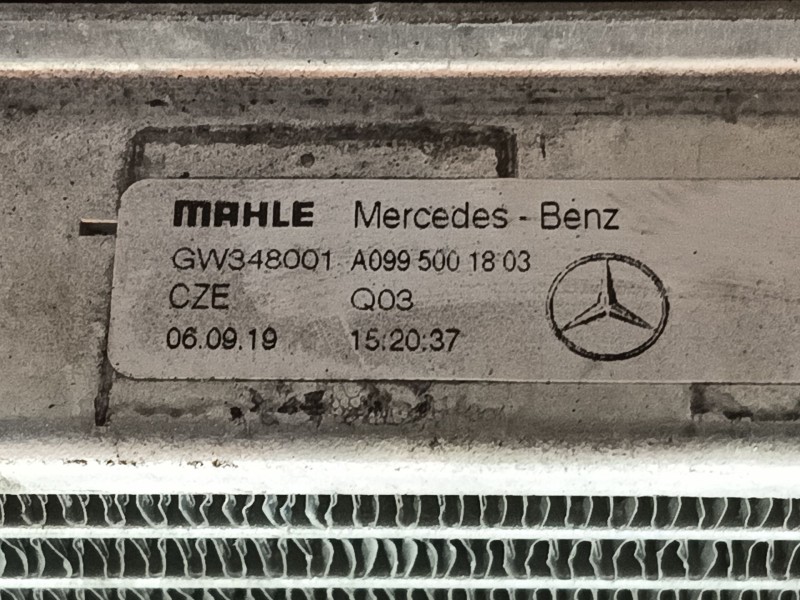 MAHLE Mercedes - Benz
GW348001 A099 500 18 03
CZE Q03
06.09.19 15:20:37